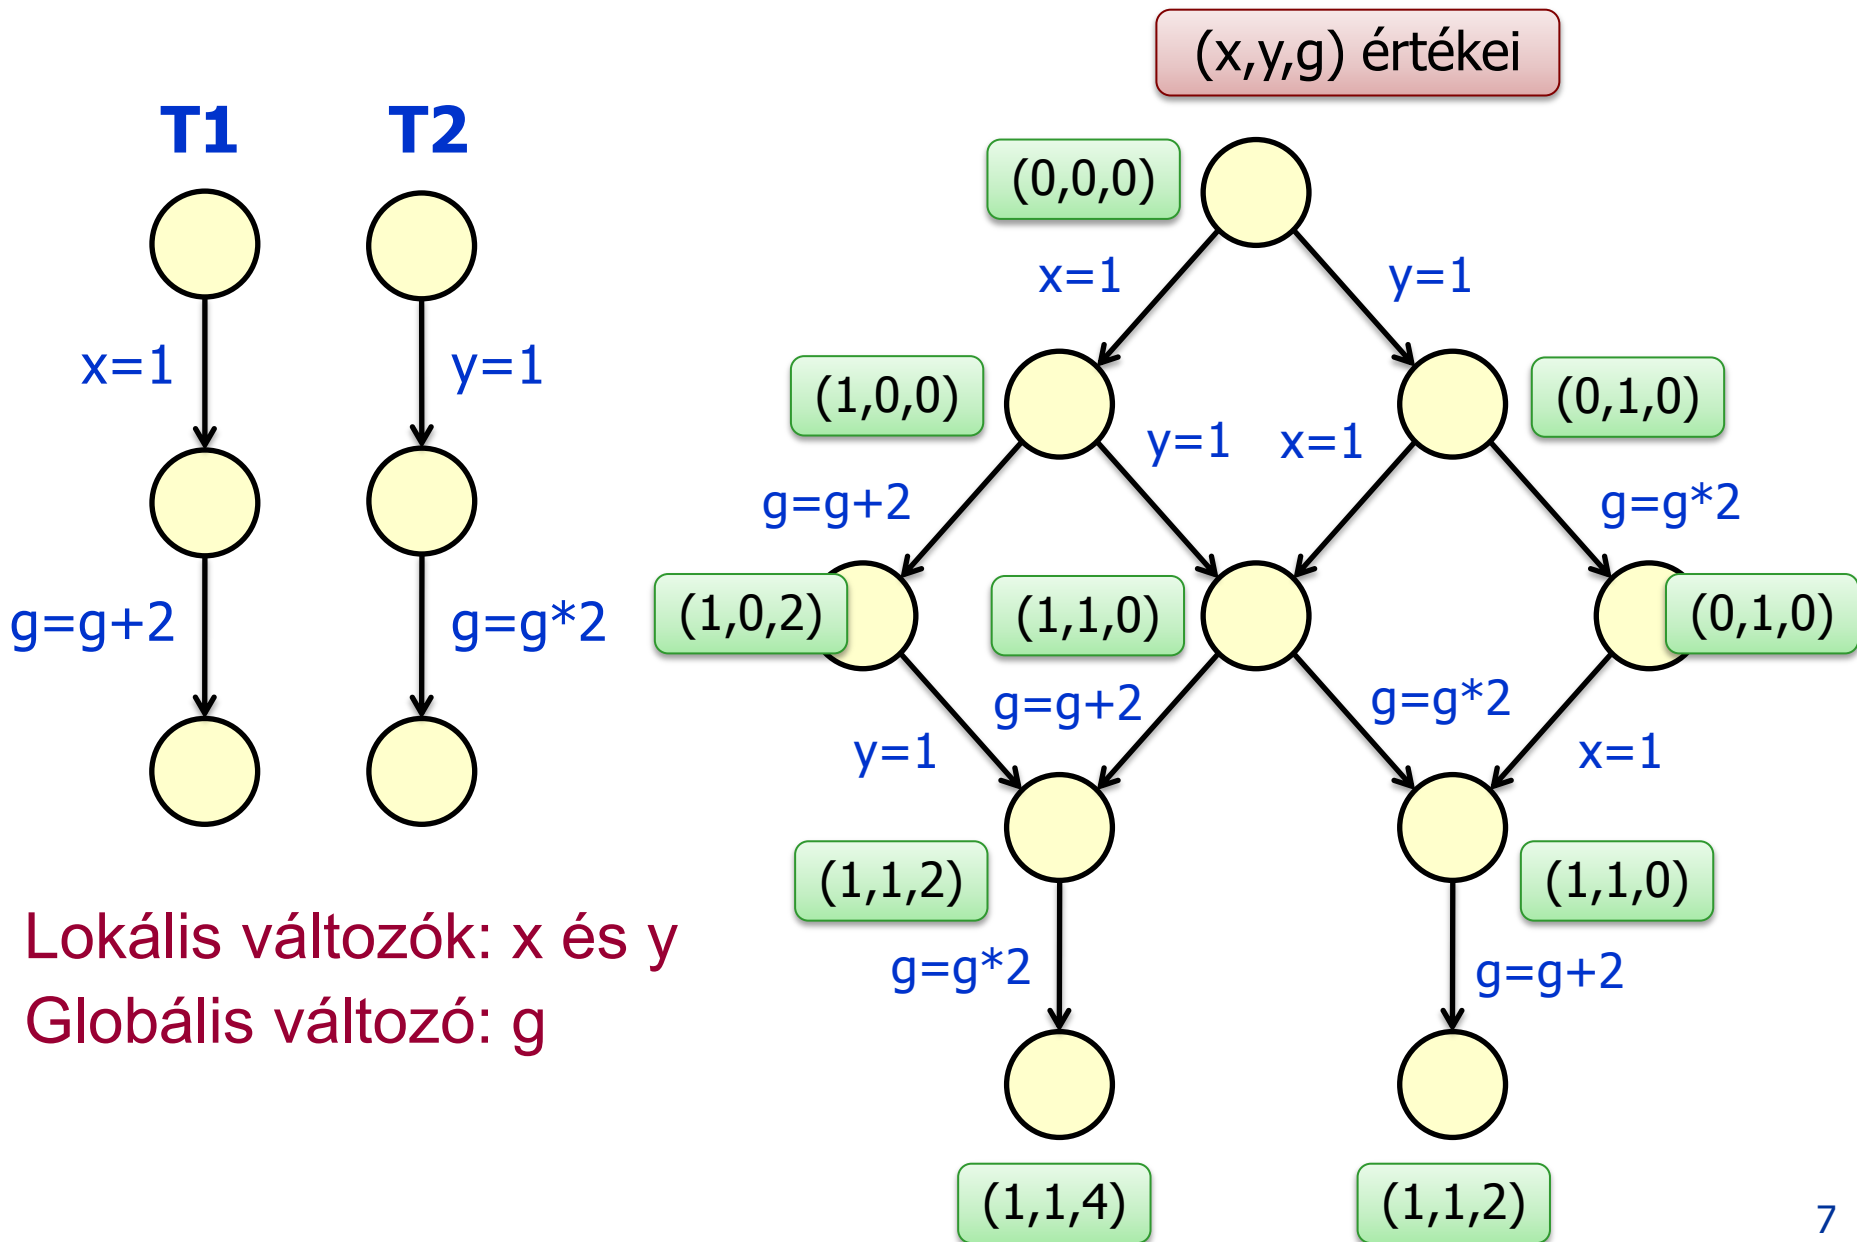 (x,y,g) értékei
T1 T2
(0,0,0)
x=1 y=1
x=1 y=1
(1,0,0) (0,1,0)
y=1 x=1
g=g+2 g=g*2
(1,0,2) (1,1,0) (0,1,0)
g=g+2 g=g*2
g=g+2 g=g*2
y=1 x=1
(1,1,2) (1,1,0)
Lokális változók: x és y
g=g*2 g=g+2
Globális változó: g
(1,1,4) (1,1,2)
7